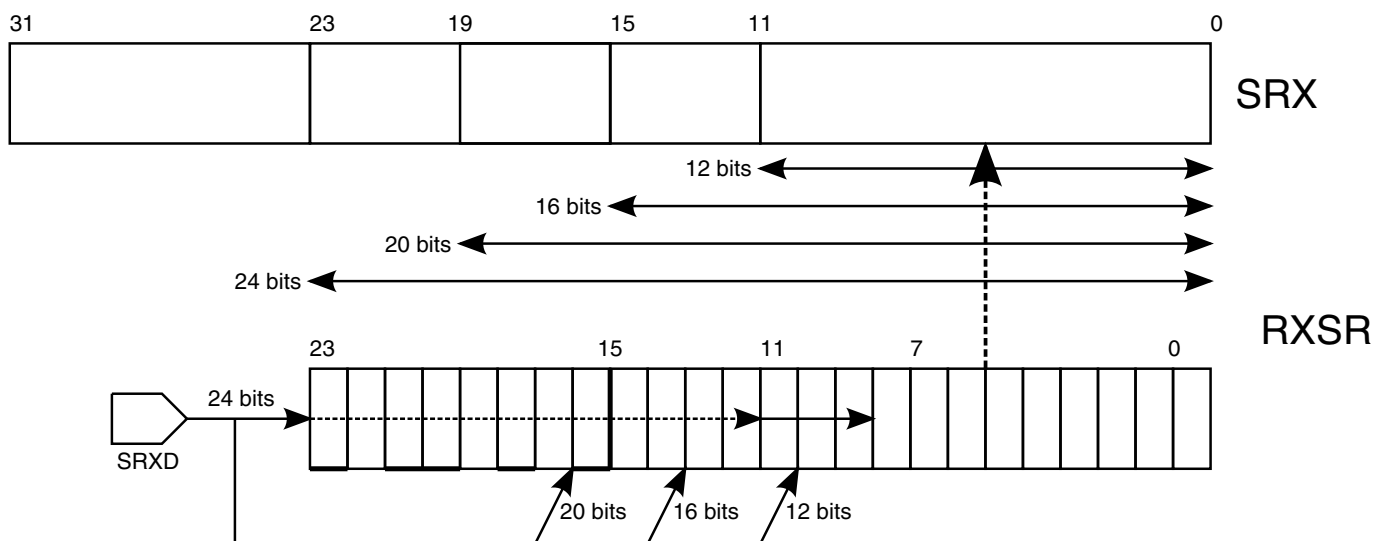 31 23 19 15 11 0
SRX
12 bits
16 bits
20 bits
24 bits
RXSR
23 15 11 7 0
24 bits
SRXD
20 bits 16 bits 12 bits